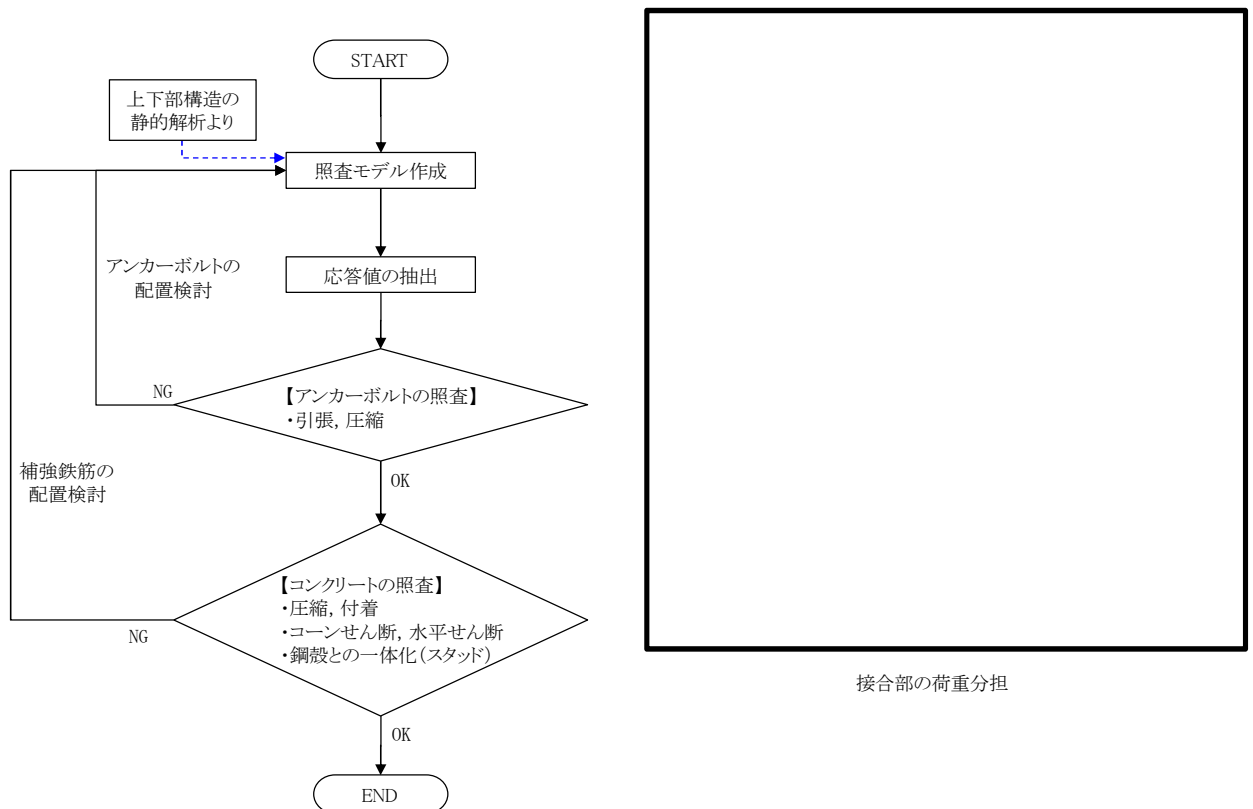 START
上下部構造の
静的解析より
照査モデル作成
アンカーボルトの
配置検討
応答値の抽出
NG
【アンカーボルトの照査】
・引張, 圧縮
OK
補強鉄筋の
配置検討
【コンクリートの照査】
・圧縮, 付着
・コーンせん断, 水平せん断
・鋼殻との一体化（スタッド）
NG
OK
END
接合部の荷重分担